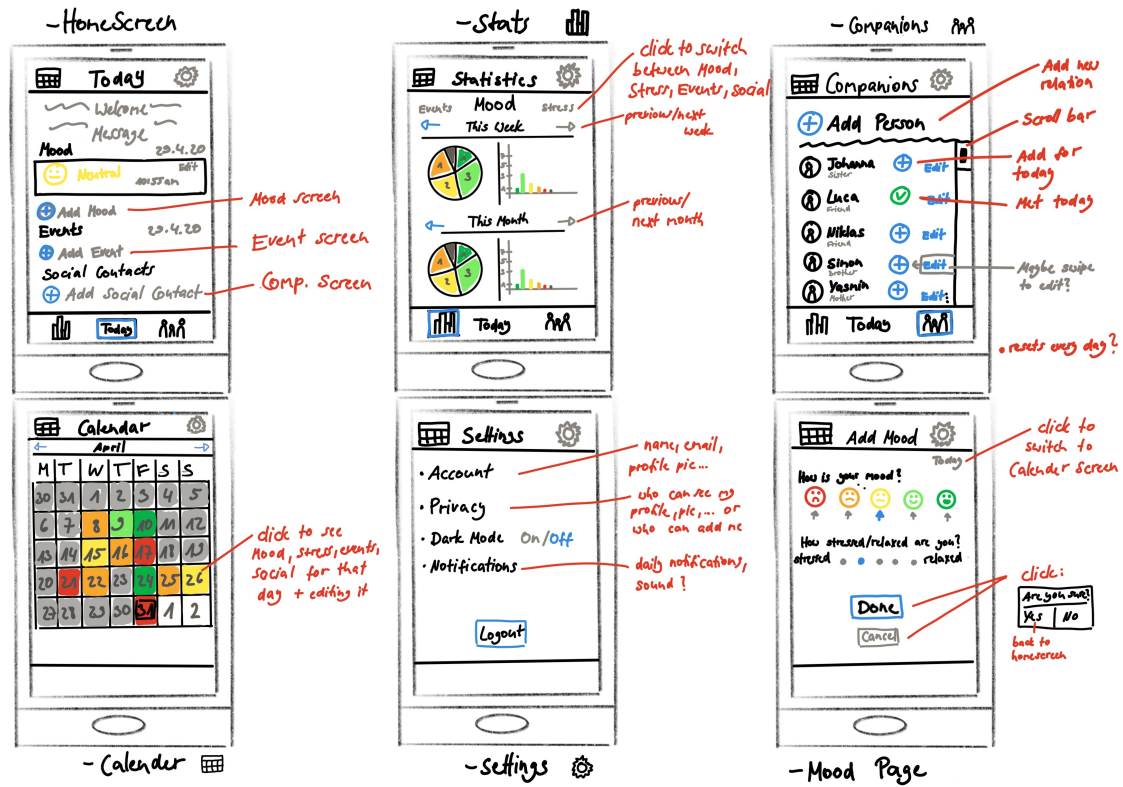 - HomeScreen
Today
Welcome
Message
Mood 29.4.20
Neutral Edit
10:55am
Add Mood
Events 29.4.20
Add Event
Social Contacts
Add Social Contact
Today
Mood screen
Event screen
Comp. Screen
- Stats
Statistics
Events Mood Stress
This Week
1
2
3
This Month
1
2
3
Today
click to switch
between Mood,
Stress, Events, Social
previous/next
week
previous/
next month
- Companions
Companions
Add Person
Johanna
Sister
Edit
Luca
Friend
Edit
Niklas
Friend
Edit
Simon
Brother
Edit
Yasmin
Mother
Edit
Today
Add new
relation
Scroll bar
Add for
today
Met today
Maybe swipe
to edit?
• resets every day?
Calendar
April
M T W T F S S
30 31 1 2 3 4 5
6 7 8 9 10 11 12
13 14 15 16 17 18 19
20 21 22 23 24 25 26
27 28 29 30 31 1 2
click to see
Mood, stress, events,
social for that
day + editing it
- Calender
Settings
• Account
• Privacy
• Dark Mode On/Off
• Notifications
Logout
name, email,
profile pic...
who can see my
profile, pic,... or
who can add me
daily notifications,
sound?
- Settings
Add Mood
Today
How is your mood?
How stressed/relaxed are you?
stressed relaxed
Done
Cancel
click to
switch to
Calender Screen
click:
Are you sure?
Yes No
back to
homescreen
- Mood Page